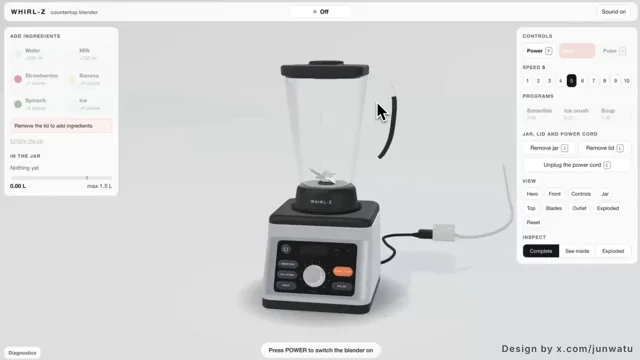 WHIRL-Z countertop blender
Off
Sound on
ADD INGREDIENTS
Water
Milk
Strawberries
Banana
Spinach
Ice
Remove the lid to add ingredients.
Empty the jar
IN THE JAR
Nothing yet
0.00 L max 1.5 L
Diagnostics
WHIRL-Z
Press POWER to switch the blender on
CONTROLS
Power P
Pulse
SPEED 5
1 2 3 4 5 6 7 8 9 10
PROGRAMS
Smoothie
Ice crush
Soup
JAR, LID AND POWER CORD
Remove jar J
Remove lid L
Unplug the power cord C
VIEW
Hero Front Controls Jar
Top Blades Outlet Exploded
Reset
INSPECT
Complete See inside Exploded
Design by x.com/junwatu